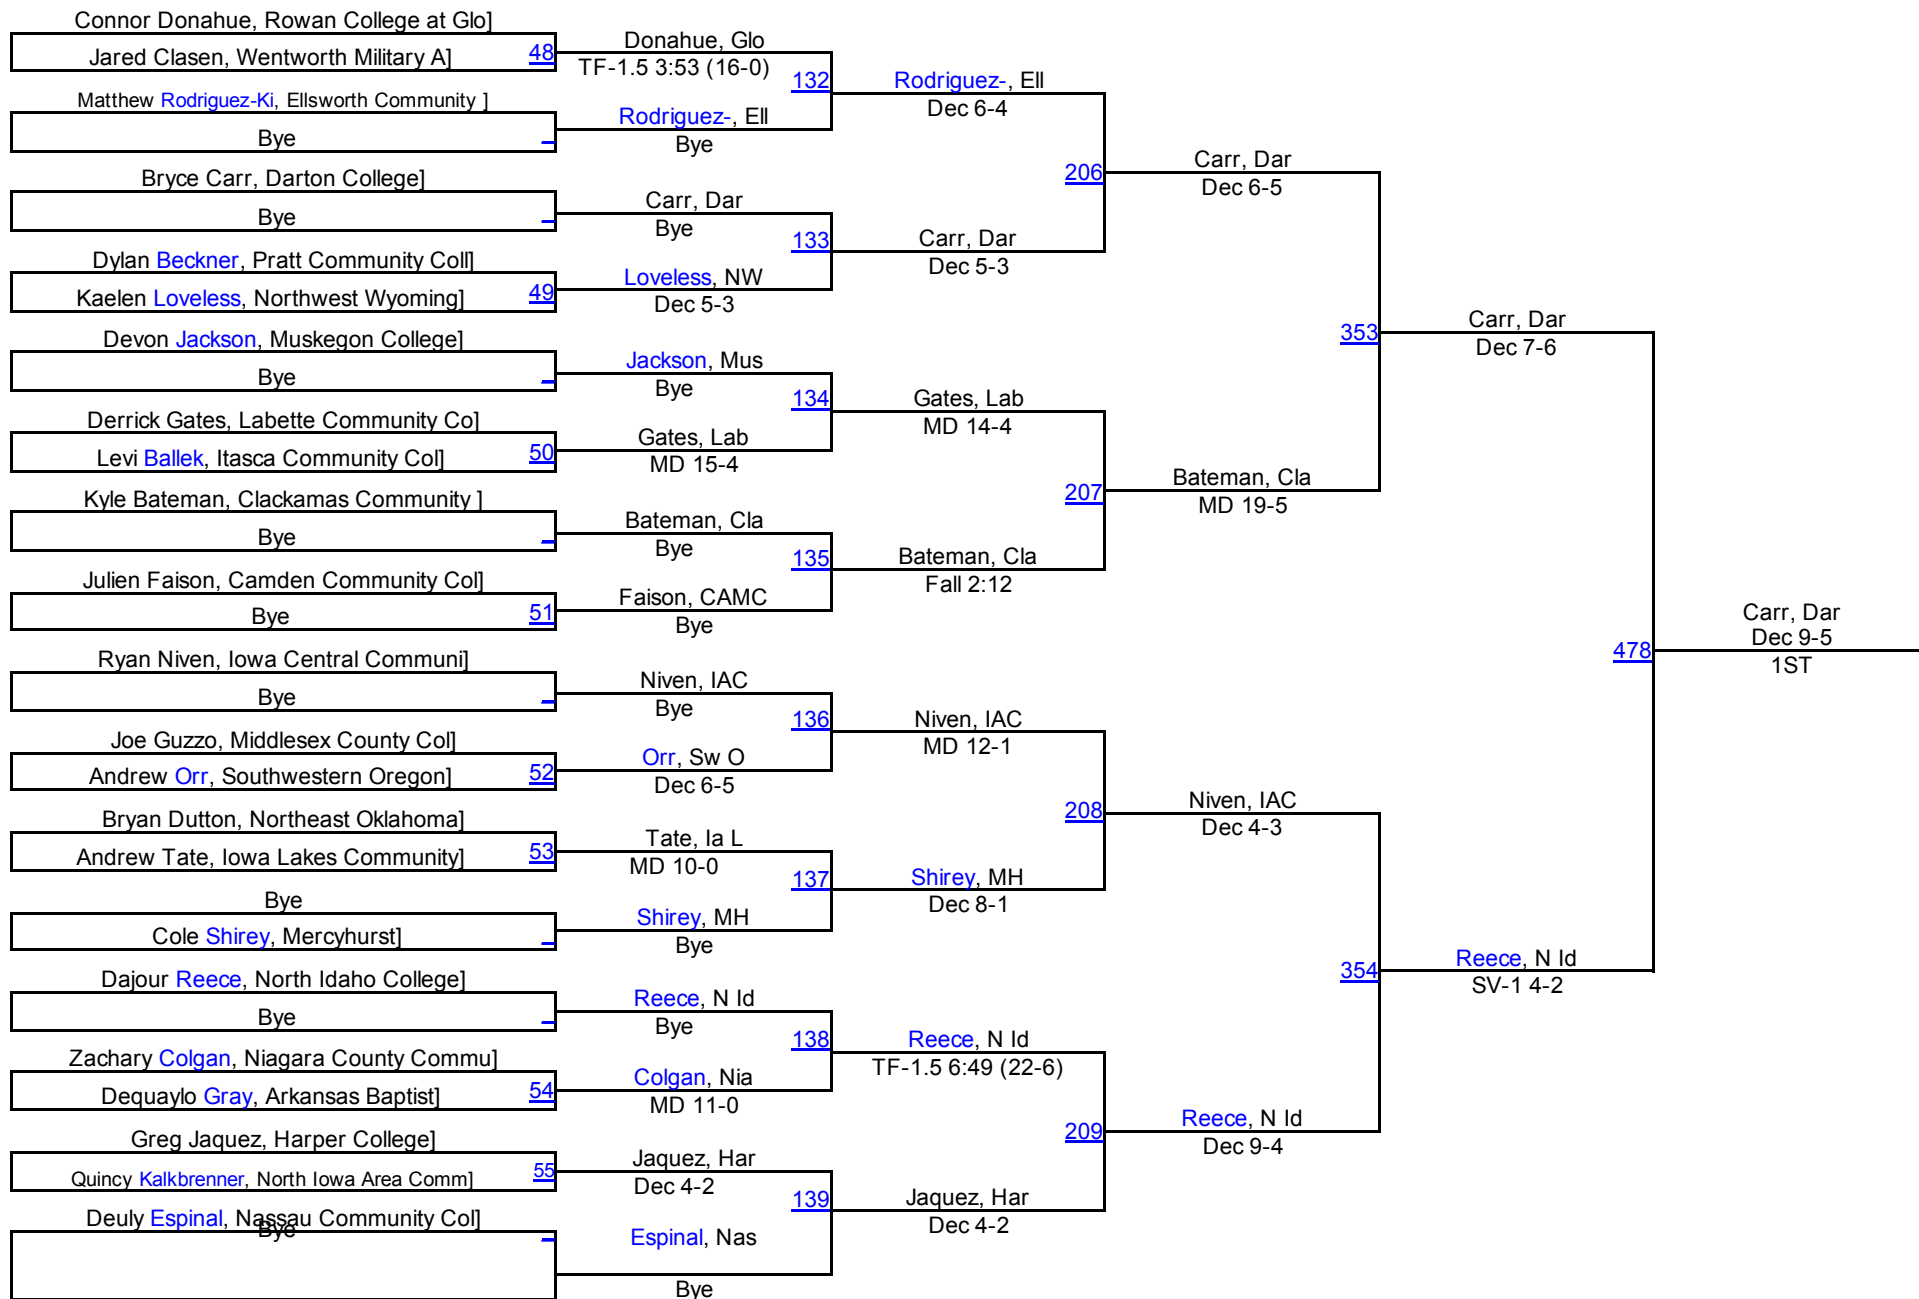 Connor Donahue, Rowan College at Glo]
Jared Clasen, Wentworth Military A]
48
Matthew Rodriguez-Ki, Ellsworth Community ]
Bye
Bryce Carr, Darton College]
Bye
Dylan Beckner, Pratt Community Coll]
Kaelen Loveless, Northwest Wyoming]
49
Devon Jackson, Muskegon College]
Bye
Derrick Gates, Labette Community Co]
Levi Ballek, Itasca Community Col]
50
Kyle Bateman, Clackamas Community ]
Bye
Julien Faison, Camden Community Col]
Bye
51
Ryan Niven, Iowa Central Communi]
Bye
Joe Guzzo, Middlesex County Col]
Andrew Orr, Southwestern Oregon]
52
Bryan Dutton, Northeast Oklahoma]
Andrew Tate, Iowa Lakes Community]
53
Bye
Cole Shirey, Mercyhurst]
Dajour Reece, North Idaho College]
Bye
Zachary Colgan, Niagara County Commu]
Dequaylo Gray, Arkansas Baptist]
54
Greg Jaquez, Harper College]
Quincy Kalkbrenner, North Iowa Area Comm]
55
Deuly Espinal, Nassau Community Col]
Bye
Donahue, Glo
TF-1.5 3:53 (16-0)
132
Rodriguez-, Ell
Bye
Carr, Dar
Bye
133
Loveless, NW
Dec 5-3
Jackson, Mus
Bye
134
Gates, Lab
MD 15-4
Bateman, Cla
Bye
135
Faison, CAMC
Bye
Niven, IAC
Bye
136
Orr, Sw O
Dec 6-5
Tate, Ia L
MD 10-0
137
Shirey, MH
Bye
Reece, N Id
Bye
138
Colgan, Nia
MD 11-0
Jaquez, Har
Dec 4-2
139
Espinal, Nas
Bye
Rodriguez-, Ell
Dec 6-4
206
Carr, Dar
Dec 5-3
Gates, Lab
MD 14-4
207
Bateman, Cla
Fall 2:12
Niven, IAC
MD 12-1
208
Shirey, MH
Dec 8-1
Reece, N Id
TF-1.5 6:49 (22-6)
209
Jaquez, Har
Dec 4-2
Carr, Dar
Dec 6-5
353
Bateman, Cla
MD 19-5
Niven, IAC
Dec 4-3
354
Reece, N Id
Dec 9-4
Carr, Dar
Dec 7-6
478
Reece, N Id
SV-1 4-2
Carr, Dar
Dec 9-5
1ST